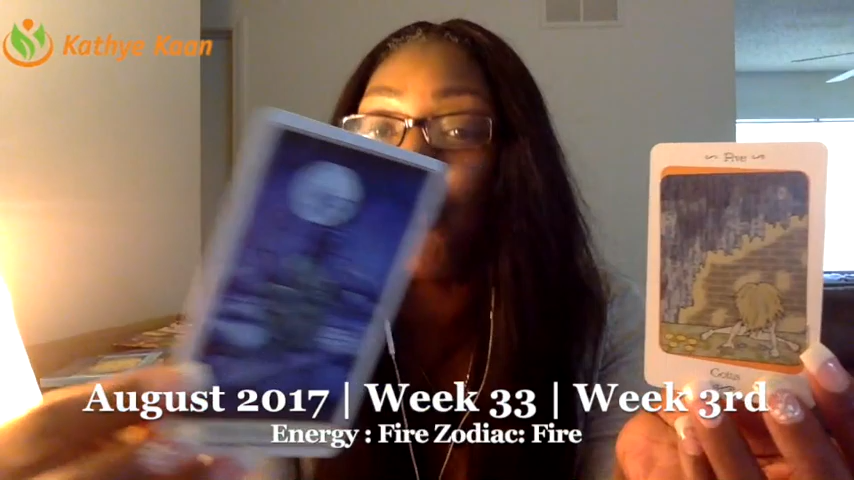 Kathye Kaan
~ Five ~
Coins
August 2017 | Week 33 | Week 3rd
Energy : Fire Zodiac: Fire